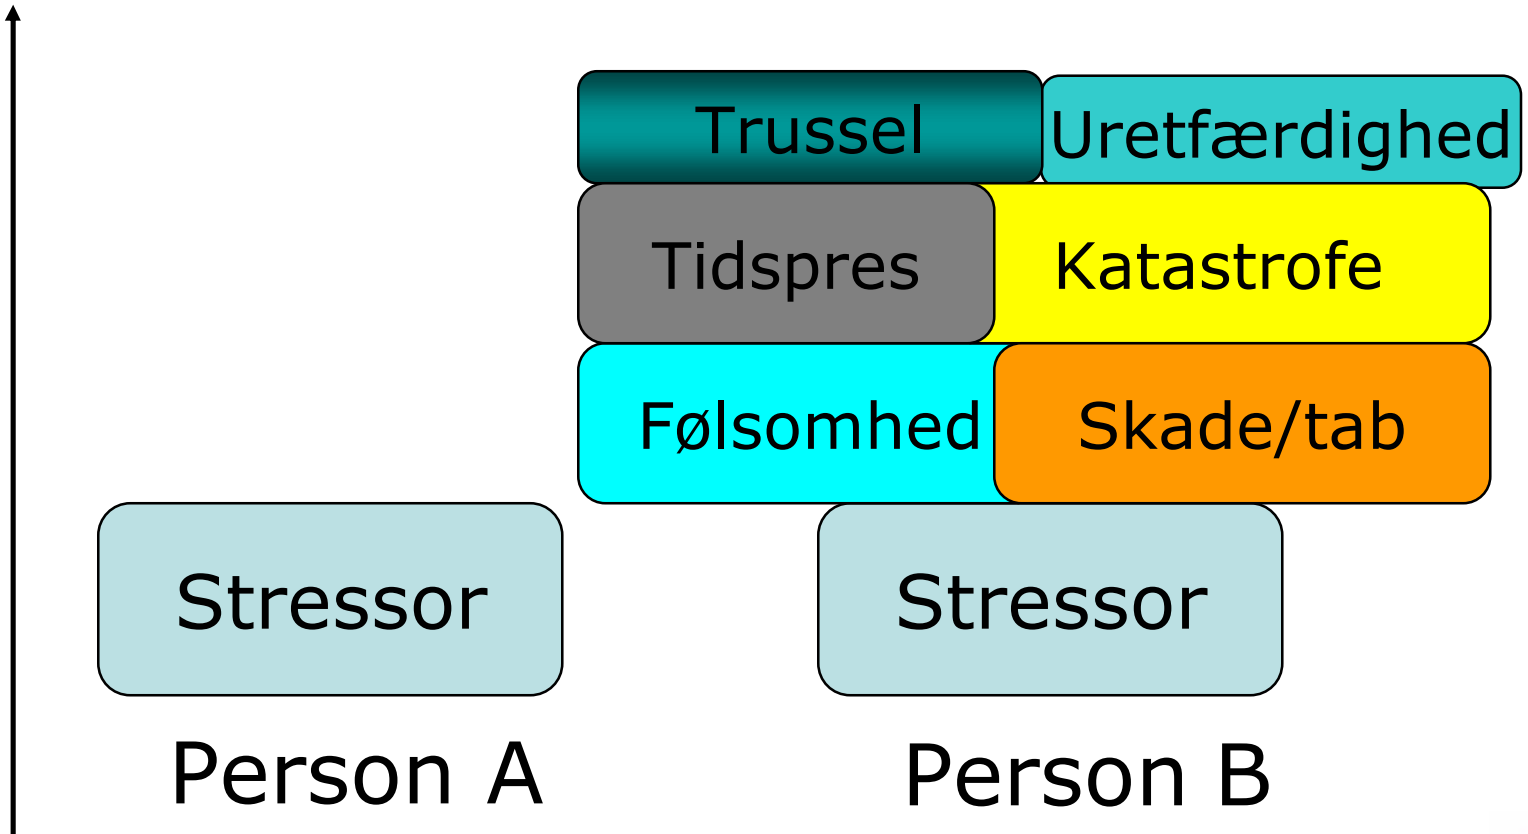 Trussel
Uretfærdighed
Tidspres
Katastrofe
Følsomhed
Skade/tab
Stressor
Stressor
Person A
Person B